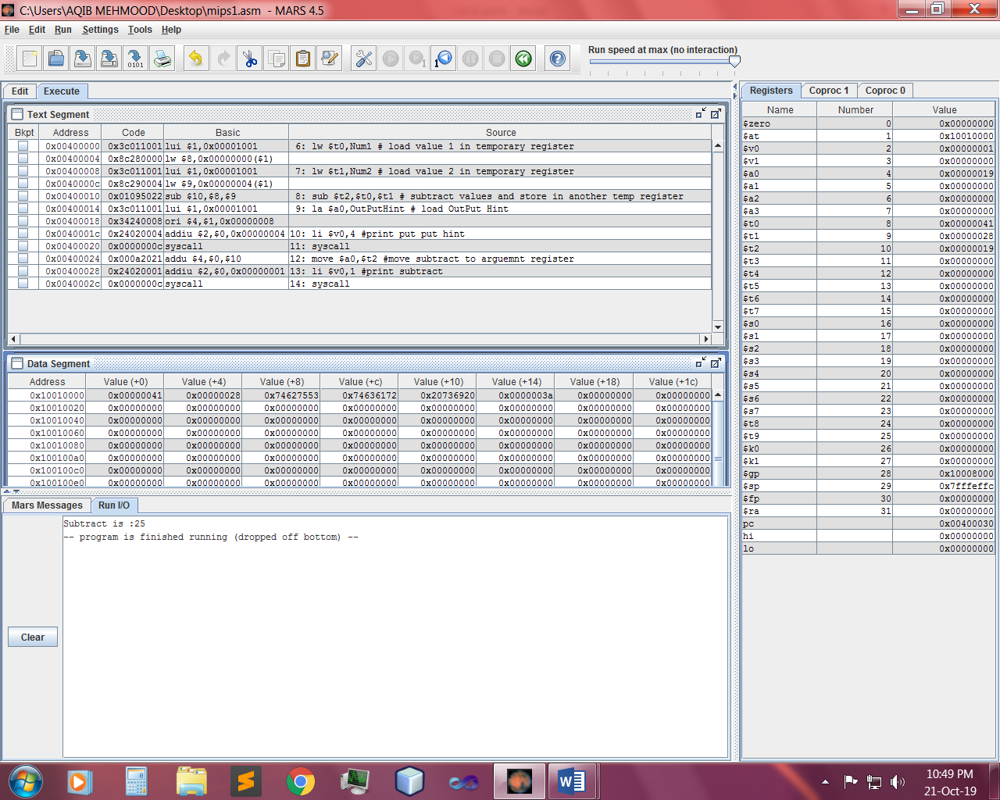 C:\Users\AQIB MEHMOOD\Desktop\mips1.asm  - MARS 4.5
File Edit Run Settings Tools Help
Run speed at max (no interaction)
Edit Execute
Text Segment
Bkpt Address Code Basic Source
0x00400000 0x3c011001 lui $1,0x00001001 6: lw $t0,Num1 # load value 1 in temporary register
0x00400004 0x8c280000 lw $8,0x00000000($1)
0x00400008 0x3c011001 lui $1,0x00001001 7: lw $t1,Num2 # load value 2 in temporary register
0x0040000c 0x8c290004 lw $9,0x00000004($1)
0x00400010 0x01095022 sub $10,$8,$9 8: sub $t2,$t0,$t1 # subtract values and store in another temp register
0x00400014 0x3c011001 lui $1,0x00001001 9: la $a0,OutPutHint # load OutPut Hint
0x00400018 0x34240008 ori $4,$1,0x00000008
0x0040001c 0x24020004 addiu $2,$0,0x00000004 10: li $v0,4 #print put put hint
0x00400020 0x0000000c syscall 11: syscall
0x00400024 0x000a2021 addu $4,$0,$10 12: move $a0,$t2 #move subtract to arguemnt register
0x00400028 0x24020001 addiu $2,$0,0x00000001 13: li $v0,1 #print subtract
0x0040002c 0x0000000c syscall 14: syscall
Data Segment
Address Value (+0) Value (+4) Value (+8) Value (+c) Value (+10) Value (+14) Value (+18) Value (+1c)
0x10010000 0x00000041 0x00000028 0x74627553 0x74636172 0x20736920 0x0000003a 0x00000000 0x00000000
0x10010020 0x00000000 0x00000000 0x00000000 0x00000000 0x00000000 0x00000000 0x00000000 0x00000000
0x10010040 0x00000000 0x00000000 0x00000000 0x00000000 0x00000000 0x00000000 0x00000000 0x00000000
0x10010060 0x00000000 0x00000000 0x00000000 0x00000000 0x00000000 0x00000000 0x00000000 0x00000000
0x10010080 0x00000000 0x00000000 0x00000000 0x00000000 0x00000000 0x00000000 0x00000000 0x00000000
0x100100a0 0x00000000 0x00000000 0x00000000 0x00000000 0x00000000 0x00000000 0x00000000 0x00000000
0x100100c0 0x00000000 0x00000000 0x00000000 0x00000000 0x00000000 0x00000000 0x00000000 0x00000000
0x100100e0 0x00000000 0x00000000 0x00000000 0x00000000 0x00000000 0x00000000 0x00000000 0x00000000
Mars Messages Run I/O
Subtract is :25
-- program is finished running (dropped off bottom) --
Clear
Registers Coproc 1 Coproc 0
Name Number Value
$zero 0 0x00000000
$at 1 0x10010000
$v0 2 0x00000001
$v1 3 0x00000000
$a0 4 0x00000019
$a1 5 0x00000000
$a2 6 0x00000000
$a3 7 0x00000000
$t0 8 0x00000041
$t1 9 0x00000028
$t2 10 0x00000019
$t3 11 0x00000000
$t4 12 0x00000000
$t5 13 0x00000000
$t6 14 0x00000000
$t7 15 0x00000000
$s0 16 0x00000000
$s1 17 0x00000000
$s2 18 0x00000000
$s3 19 0x00000000
$s4 20 0x00000000
$s5 21 0x00000000
$s6 22 0x00000000
$s7 23 0x00000000
$t8 24 0x00000000
$t9 25 0x00000000
$k0 26 0x00000000
$k1 27 0x00000000
$gp 28 0x10008000
$sp 29 0x7fffeffc
$fp 30 0x00000000
$ra 31 0x00000000
pc 0x00400030
hi 0x00000000
lo 0x00000000
10:49 PM
21-Oct-19